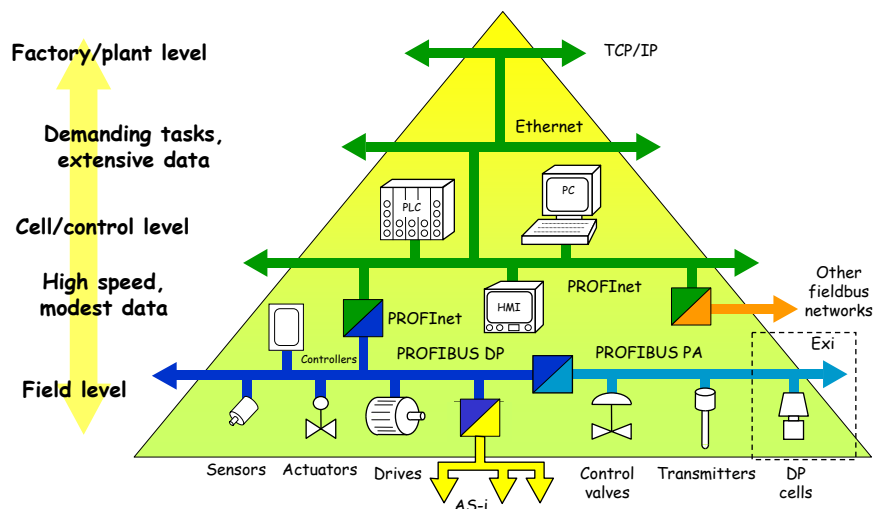 Factory/plant level
TCP/IP
Demanding tasks,
extensive data
Ethernet
PLC
PC
Cell/control level
High speed,
modest data
PROFInet
HMI
PROFInet
Other
fieldbus
networks
Controllers
PROFIBUS DP
PROFIBUS PA
Exi
Field level
Sensors
Actuators
Drives
AS-i
Control
valves
Transmitters
DP
cells